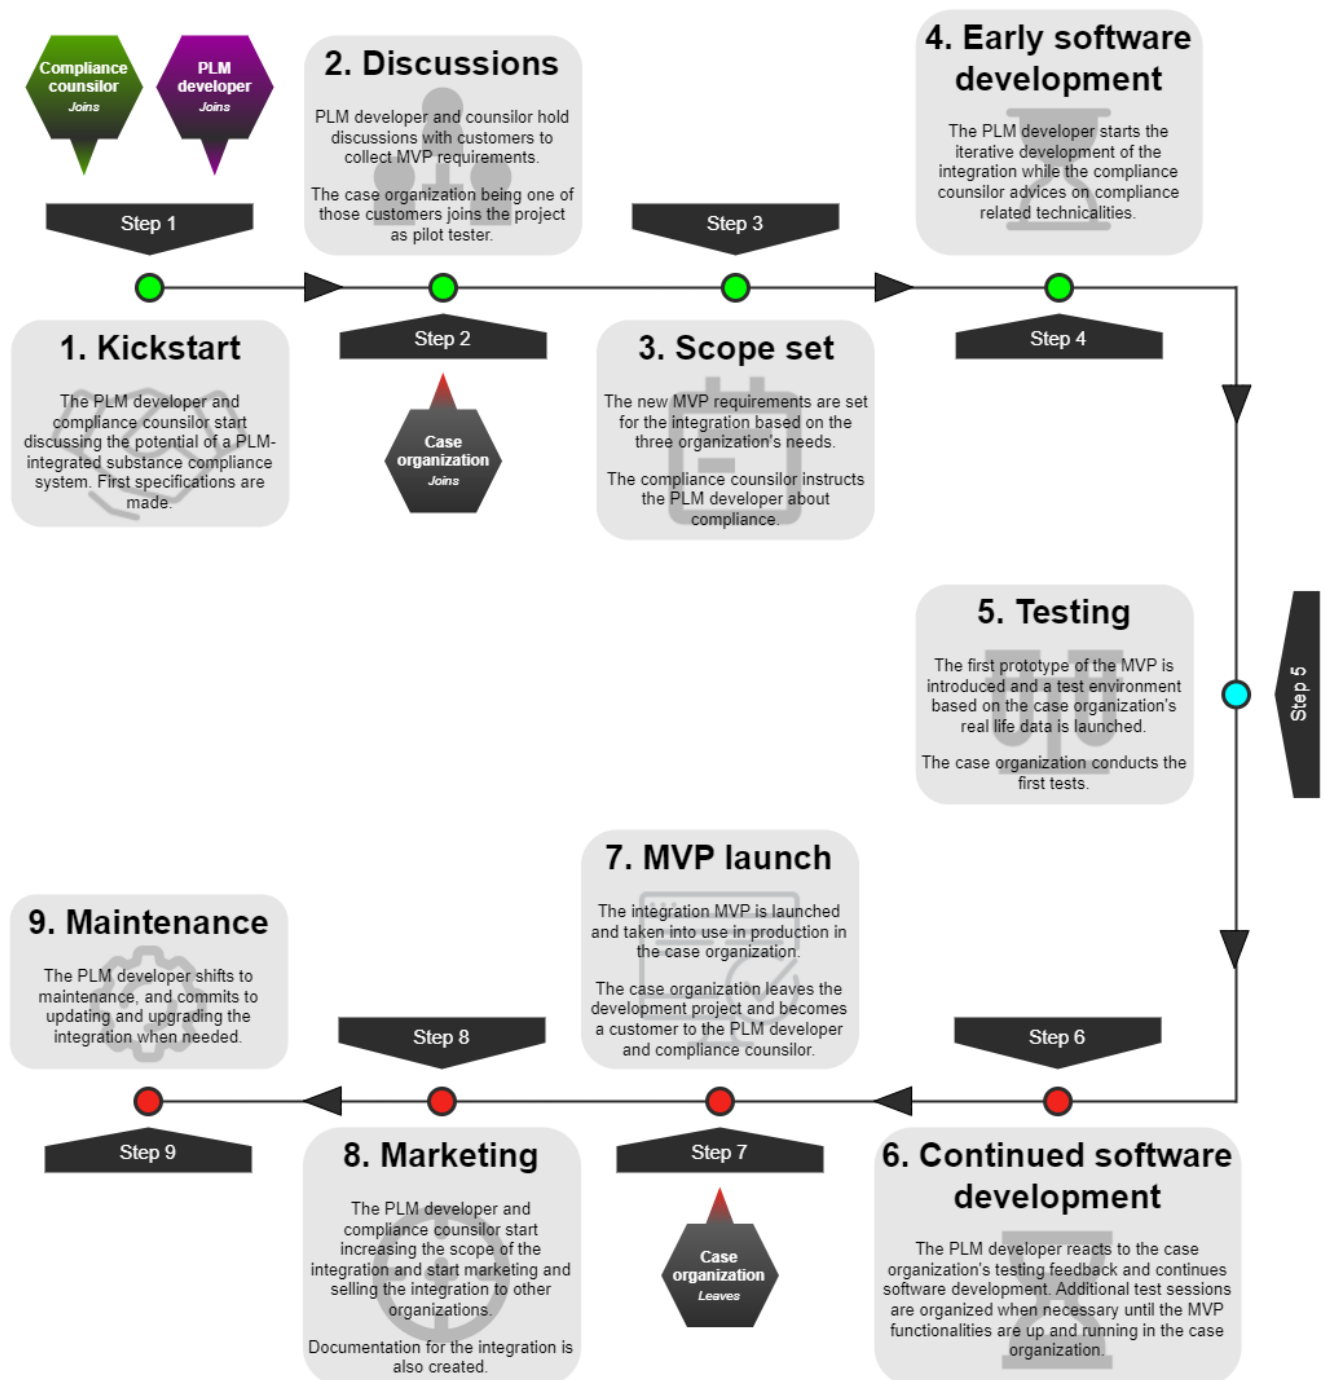 Compliance
counsilor
Joins
PLM
developer
Joins
Step 1
1. Kickstart
The PLM developer and
compliance counsilor start
discussing the potential of a PLM-
integrated substance compliance
system. First specifications are
made.
2. Discussions
PLM developer and counsilor hold
discussions with customers to
collect MVP requirements.
The case organization being one of
those customers joins the project
as pilot tester.
Step 2
Case
organization
Joins
Step 3
3. Scope set
The new MVP requirements are set
for the integration based on the
three organization's needs.
The compliance counsilor instructs
the PLM developer about
compliance.
4. Early software
development
The PLM developer starts the
iterative development of the
integration while the compliance
counsilor advices on compliance
related technicalities.
Step 4
5. Testing
The first prototype of the MVP is
introduced and a test environment
based on the case organization's
real life data is launched.
The case organization conducts the
first tests.
Step 5
Step 6
6. Continued software
development
The PLM developer reacts to the case
organization's testing feedback and continues
software development. Additional test sessions
are organized when necessary until the MVP
functionalities are up and running in the case
organization.
7. MVP launch
The integration MVP is launched
and taken into use in production in
the case organization.
The case organization leaves the
development project and becomes
a customer to the PLM developer
and compliance counsilor.
Step 7
Case
organization
Leaves
Step 8
8. Marketing
The PLM developer and
compliance counsilor start
increasing the scope of the
integration and start marketing and
selling the integration to other
organizations.
Documentation for the integration is
also created.
9. Maintenance
The PLM developer shifts to
maintenance, and commits to
updating and upgrading the
integration when needed.
Step 9